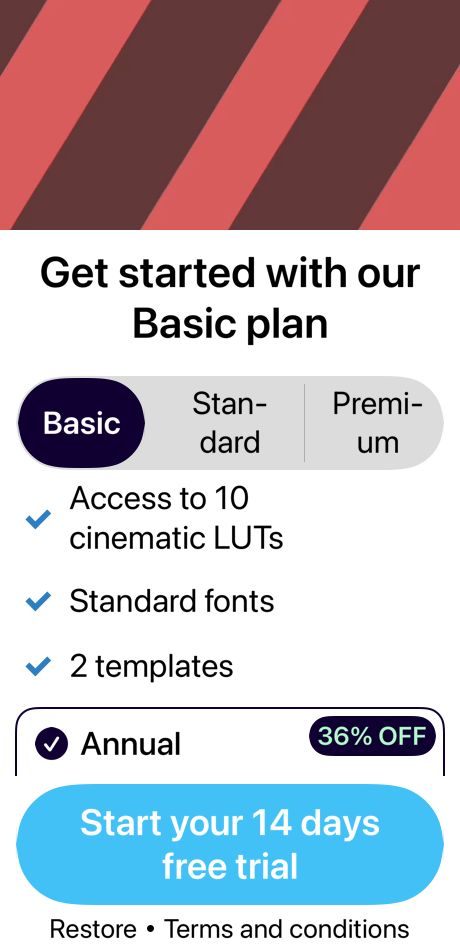 Get started with our
Basic plan
Basic
Stan-
dard
Premi-
um
Access to 10
cinematic LUTs
Standard fonts
2 templates
Annual
36% OFF
Start your 14 days
free trial
Restore • Terms and conditions